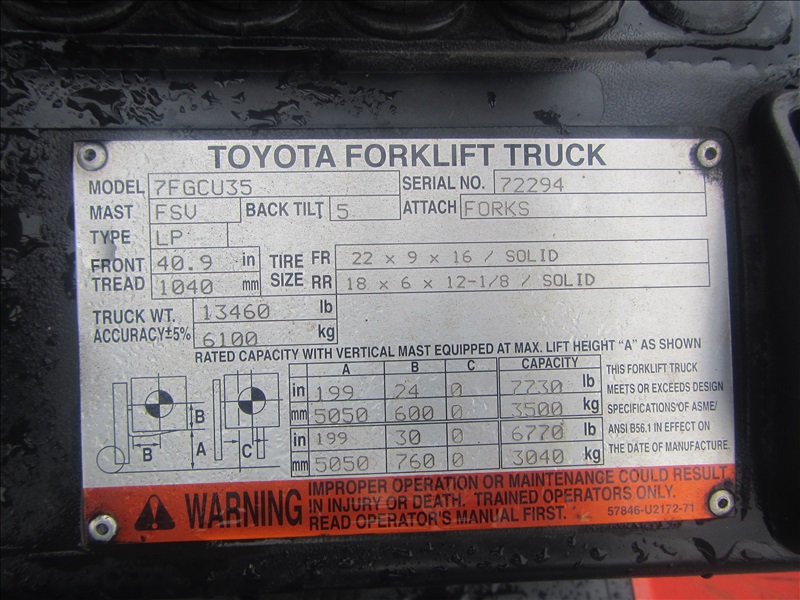 TOYOTA FORKLIFT TRUCK
MODEL 7FGCU35 SERIAL NO. 72294
MAST FSV BACK TILT 5 ATTACH FORKS
TYPE LP
FRONT TREAD 40.9 in 1040 mm
TIRE SIZE FR 22 x 9 x 16 / SOLID
RR 18 x 6 x 12-1/8 / SOLID
TRUCK WT. 13460 lb
ACCURACY±5% 6100 kg
RATED CAPACITY WITH VERTICAL MAST EQUIPPED AT MAX. LIFT HEIGHT "A" AS SHOWN
A B C CAPACITY
in 199 24 0 7730 lb
mm 5050 600 0 3500 kg
in 199 30 0 6770 lb
mm 5050 760 0 3040 kg
B
A
B
C
THIS FORKLIFT TRUCK
MEETS OR EXCEEDS DESIGN
SPECIFICATIONS OF ASME/
ANSI B56.1 IN EFFECT ON
THE DATE OF MANUFACTURE.
WARNING
IMPROPER OPERATION OR MAINTENANCE COULD RESULT
IN INJURY OR DEATH. TRAINED OPERATORS ONLY.
READ OPERATOR'S MANUAL FIRST.
57846-U2172-71